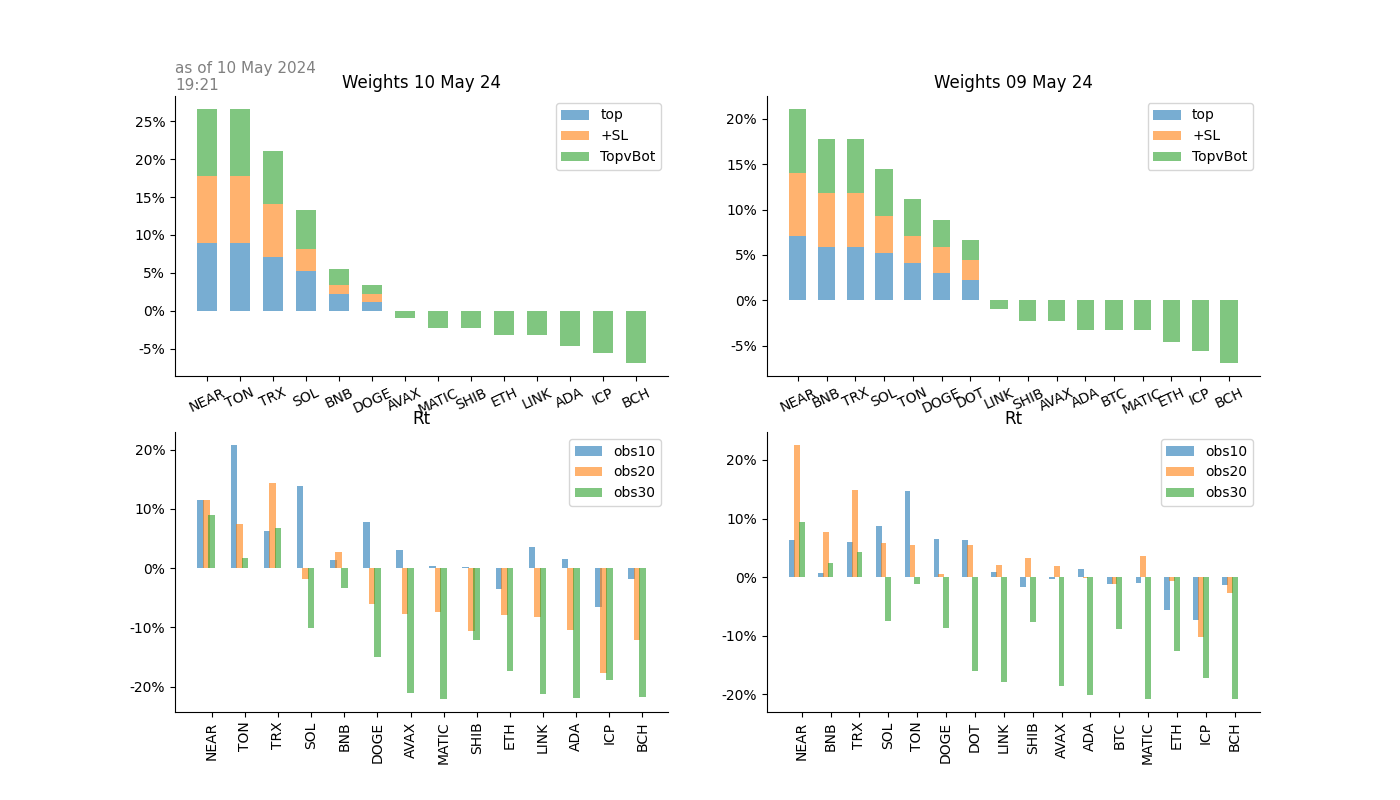 as of 10 May 2024
19:21
Weights 10 May 24
25%
20%
15%
10%
5%
0%
-5%
top
+SL
TopvBot
NEAR TON TRX SOL BNB DOGE AVAX MATIC SHIB ETH LINK ADA ICP BCH
Weights 09 May 24
20%
15%
10%
5%
0%
-5%
top
+SL
TopvBot
NEAR BNB TRX SOL TON DOGE DOT LINK SHIB AVAX ADA BTC MATIC ETH ICP BCH
Rt
20%
10%
0%
-10%
-20%
obs10
obs20
obs30
NEAR TON TRX SOL BNB DOGE AVAX MATIC SHIB ETH LINK ADA ICP BCH
Rt
20%
10%
0%
-10%
-20%
obs10
obs20
obs30
NEAR BNB TRX SOL TON DOGE DOT LINK SHIB AVAX ADA BTC MATIC ETH ICP BCH